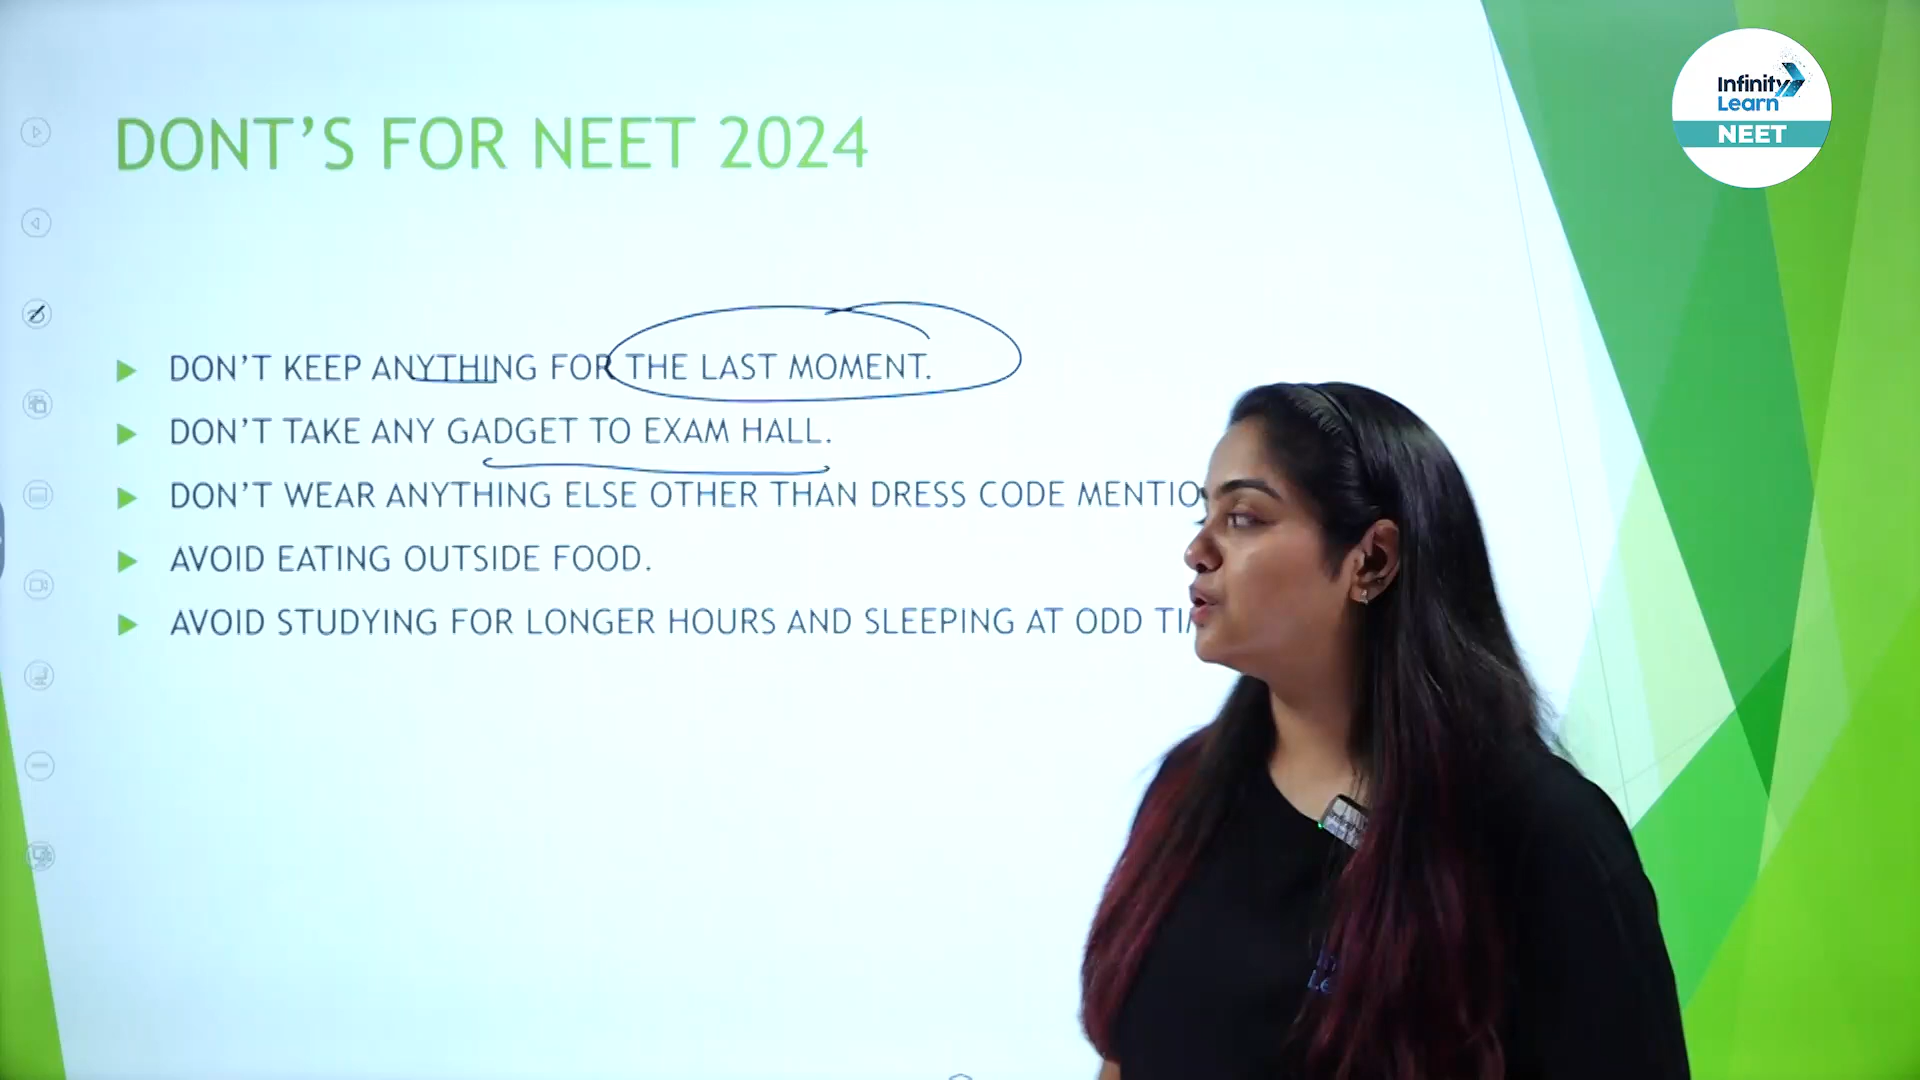 Infinity
Learn
NEET
DONT'S FOR NEET 2024
DON'T KEEP ANYTHING FOR THE LAST MOMENT.
DON'T TAKE ANY GADGET TO EXAM HALL.
DON'T WEAR ANYTHING ELSE OTHER THAN DRESS CODE MENTIO
AVOID EATING OUTSIDE FOOD.
AVOID STUDYING FOR LONGER HOURS AND SLEEPING AT ODD TI